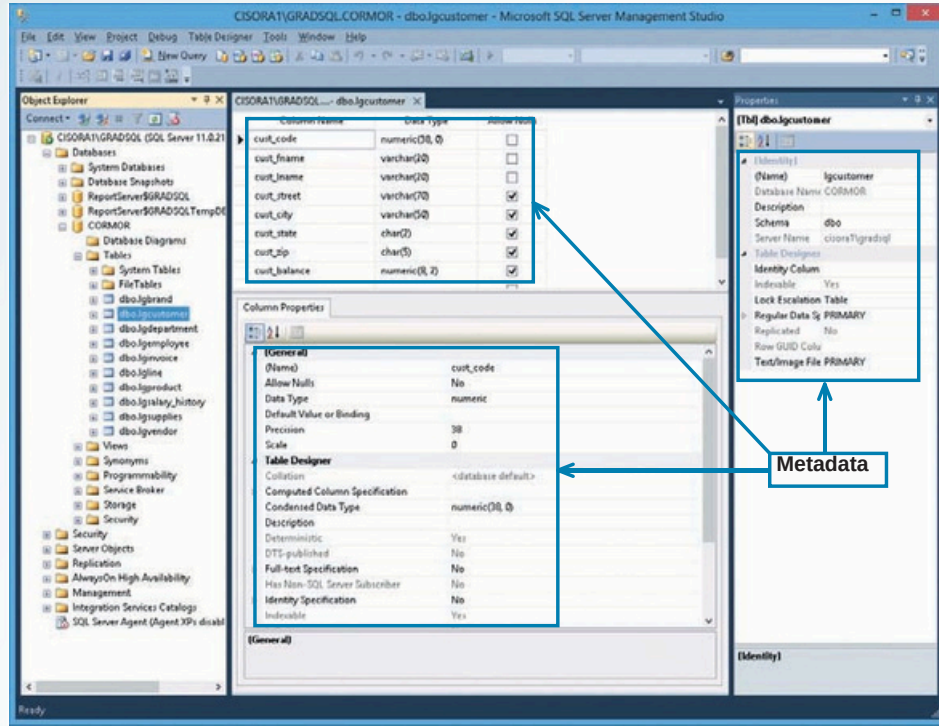 CISORA1\GRADSQL.CORMOR - dbo.lgcustomer - Microsoft SQL Server Management Studio
File Edit View Project Debug Table Designer Tools Window Help
New Query
Object Explorer
Connect
CISORA1\GRADSQL (SQL Server 11.0.21
Databases
System Databases
Database Snapshots
ReportServer$GRADSQL
ReportServer$GRADSQLTempDB
CORMOR
Database Diagrams
Tables
System Tables
FileTables
dbo.lgbrand
dbo.lgcustomer
dbo.lgdepartment
dbo.lgemployee
dbo.lginvoice
dbo.lgline
dbo.lgproduct
dbo.lgsalary_history
dbo.lgsupplies
dbo.lgvendor
Views
Synonyms
Programmability
Service Broker
Storage
Security
Security
Server Objects
Replication
AlwaysOn High Availability
Management
Integration Services Catalogs
SQL Server Agent (Agent XPs disabl
CISORA1\GRADSQL...- dbo.lgcustomer
Column Name Data Type Allow Nulls
cust_code numeric(38, 0)
cust_fname varchar(20)
cust_lname varchar(20)
cust_street varchar(70)
cust_city varchar(50)
cust_state char(2)
cust_zip char(5)
cust_balance numeric(8, 2)
Column Properties
(General)
(Name) cust_code
Allow Nulls No
Data Type numeric
Default Value or Binding
Precision 38
Scale 0
Table Designer
Collation <database default>
Computed Column Specification
Condensed Data Type numeric(38, 0)
Description
Deterministic Yes
DTS-published No
Full-text Specification No
Has Non-SQL Server Subscriber No
Identity Specification No
Indexable Yes
(General)
Properties
[Tbl] dbo.lgcustomer
(Identity)
(Name) lgcustomer
Database Name CORMOR
Description
Schema dbo
Server Name cisora1\gradsql
Table Designer
Identity Colum
Indexable Yes
Lock Escalation Table
Regular Data Sp PRIMARY
Replicated No
Row GUID Colu
Text/Image File PRIMARY
Metadata
(Identity)
Ready